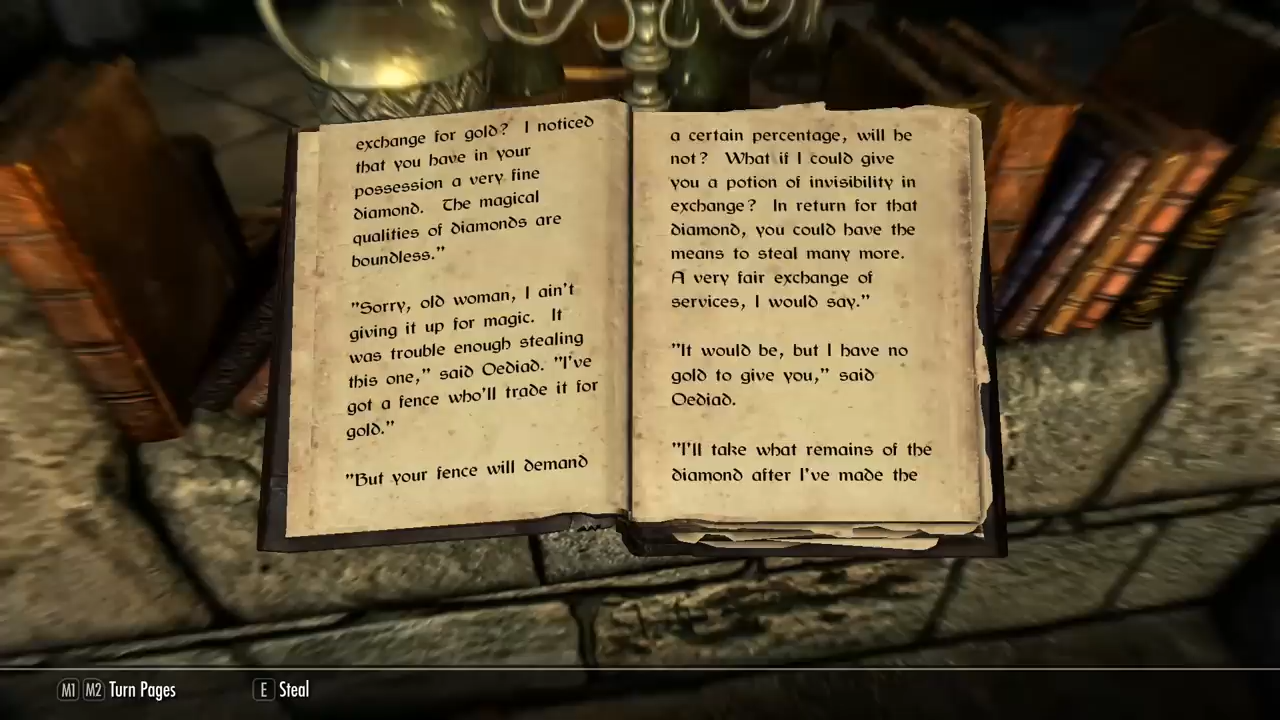 exchange for gold?  I noticed
that you have in your
possession a very fine
diamond.  The magical
qualities of diamonds are
boundless."
"Sorry, old woman, I ain't
giving it up for magic.  It
was trouble enough stealing
this one," said Oediad. "I've
got a fence who'll trade it for
gold."
"But your fence will demand
a certain percentage, will he
not?  What if I could give
you a potion of invisibility in
exchange?  In return for that
diamond, you could have the
means to steal many more.
A very fair exchange of
services, I would say."
"It would be, but I have no
gold to give you," said
Oediad.
"I'll take what remains of the
diamond after I've made the
M1 M2 Turn Pages
E Steal